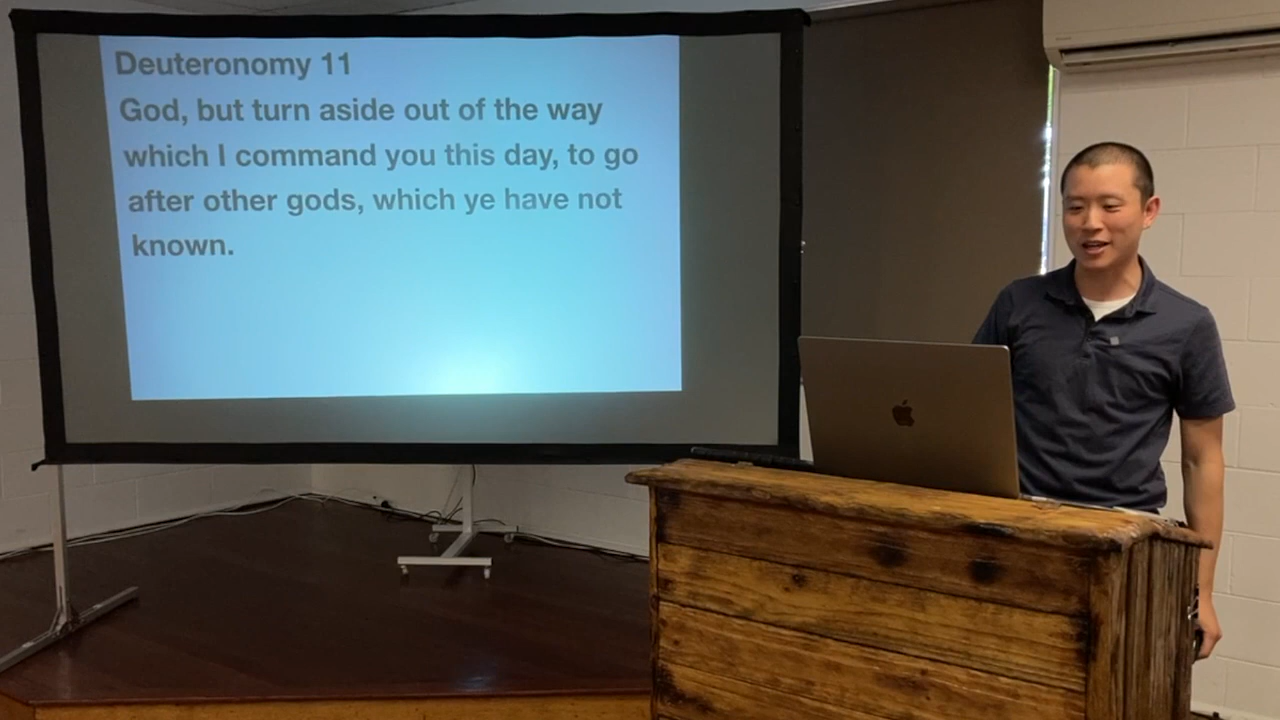 Deuteronomy 11
God, but turn aside out of the way
which I command you this day, to go
after other gods, which ye have not
known.